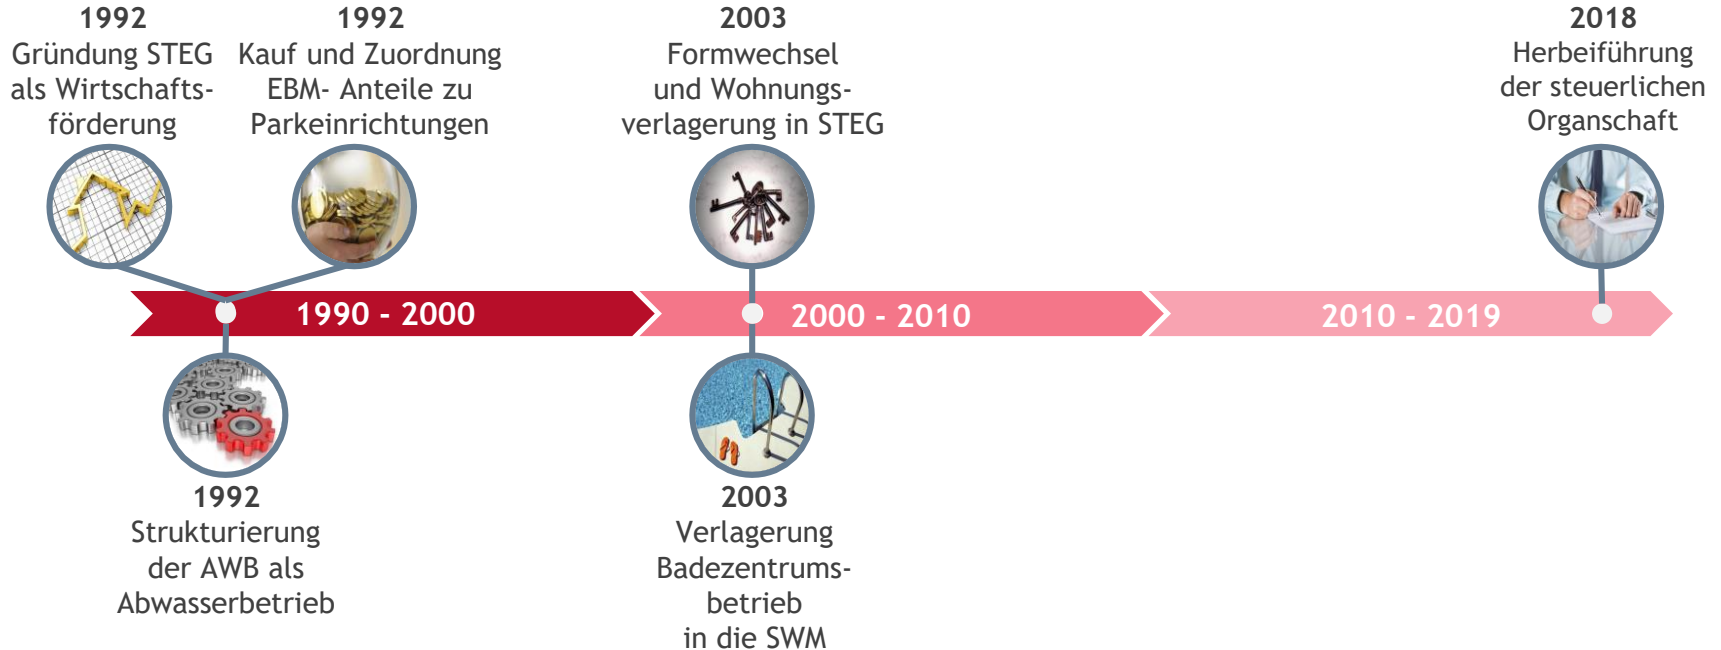 1992
Gründung STEG
als Wirtschafts-
förderung
1992
Kauf und Zuordnung
EBM- Anteile zu
Parkeinrichtungen
2003
Formwechsel
und Wohnungs-
verlagerung in STEG
2018
Herbeiführung
der steuerlichen
Organschaft
1990 - 2000
2000 - 2010
2010 - 2019
1992
Strukturierung
der AWB als
Abwasserbetrieb
2003
Verlagerung
Badezentrums-
betrieb
in die SWM